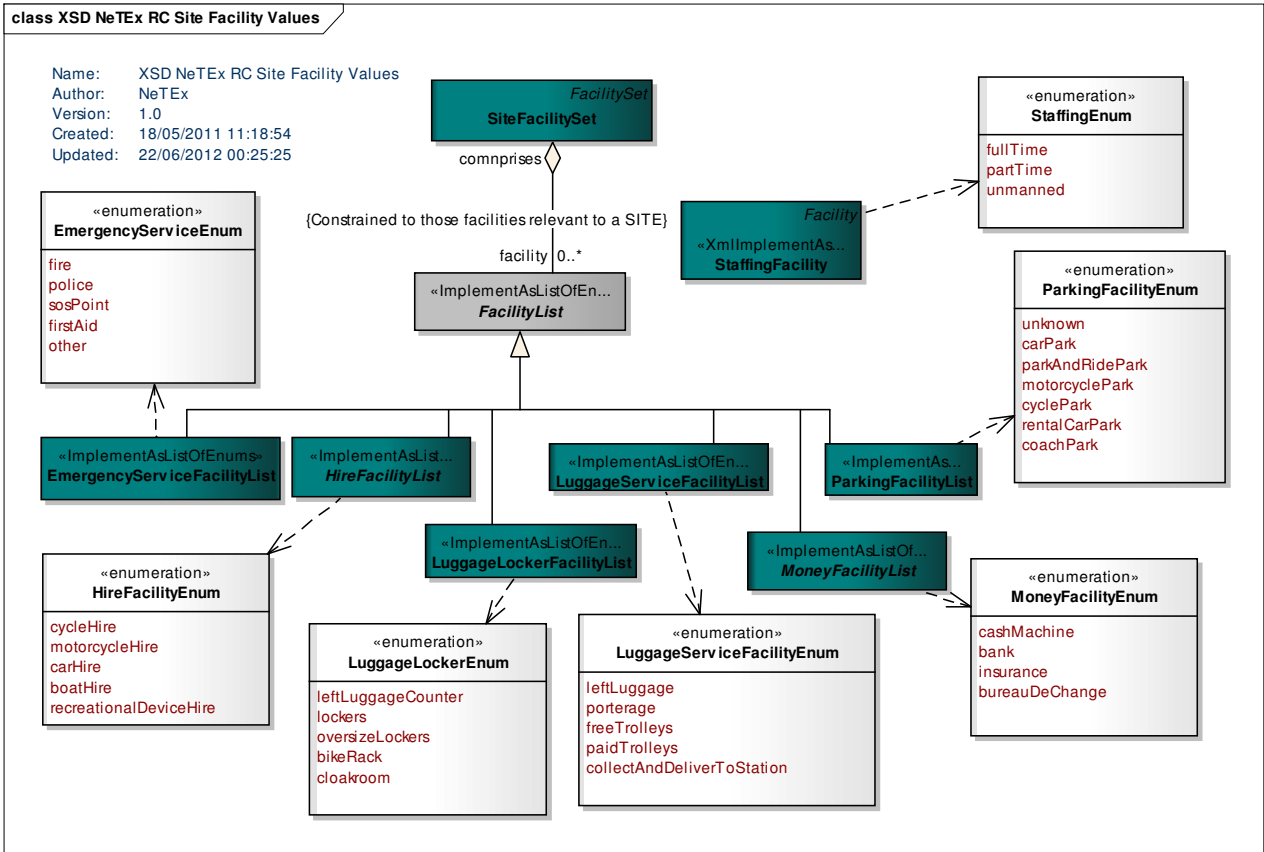 class XSD NeTEx RC Site Facility Values
Name: XSD NeTEx RC Site Facility Values
Author: NeTEx
Version: 1.0
Created: 18/05/2011 11:18:54
Updated: 22/06/2012 00:25:25
FacilitySet
SiteFacilitySet
comnprises
{Constrained to those facilities relevant to a SITE}
facility 0..*
«ImplementAsListOfEn...
FacilityList
«enumeration»
StaffingEnum
fullTime
partTime
unmanned
Facility
«XmlImplementAs...
StaffingFacility
«enumeration»
EmergencyServiceEnum
fire
police
sosPoint
firstAid
other
«enumeration»
ParkingFacilityEnum
unknown
carPark
parkAndRidePark
motorcyclePark
cyclePark
rentalCarPark
coachPark
«ImplementAsListOfEnums»
EmergencyServiceFacilityList
«ImplementAsList...
HireFacilityList
«ImplementAsListOfEn...
LuggageServiceFacilityList
«ImplementAs...
ParkingFacilityList
«ImplementAsListOfEn...
LuggageLockerFacilityList
«ImplementAsListOf...
MoneyFacilityList
«enumeration»
HireFacilityEnum
cycleHire
motorcycleHire
carHire
boatHire
recreationalDeviceHire
«enumeration»
LuggageLockerEnum
leftLuggageCounter
lockers
oversizeLockers
bikeRack
cloakroom
«enumeration»
LuggageServiceFacilityEnum
leftLuggage
porterage
freeTrolleys
paidTrolleys
collectAndDeliverToStation
«enumeration»
MoneyFacilityEnum
cashMachine
bank
insurance
bureauDeChange